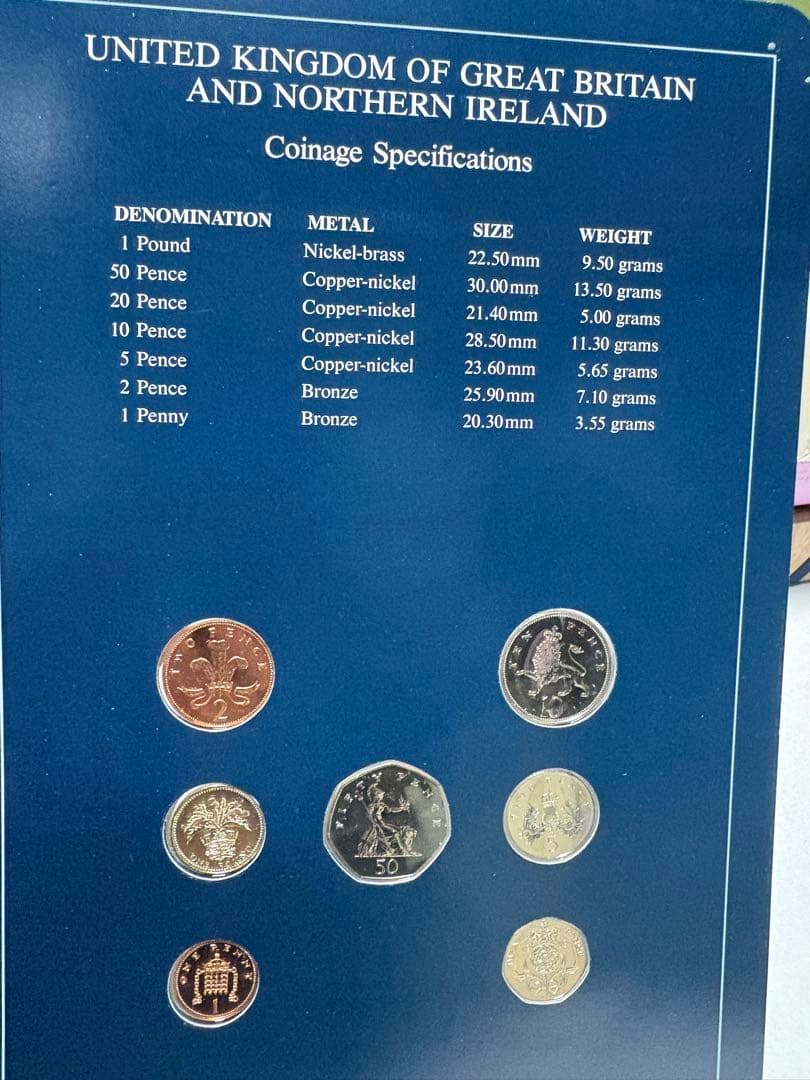 UNITED KINGDOM OF GREAT BRITAIN
AND NORTHERN IRELAND
Coinage Specifications
DENOMINATION METAL SIZE WEIGHT
1 Pound Nickel-brass 22.50mm 9.50 grams
50 Pence Copper-nickel 30.00mm 13.50 grams
20 Pence Copper-nickel 21.40mm 5.00 grams
10 Pence Copper-nickel 28.50mm 11.30 grams
5 Pence Copper-nickel 23.60mm 5.65 grams
2 Pence Bronze 25.90mm 7.10 grams
1 Penny Bronze 20.30mm 3.55 grams
TWO PENCE
2
TEN PENCE
10
FIFTY PENCE
50
5
ONE PENNY
1